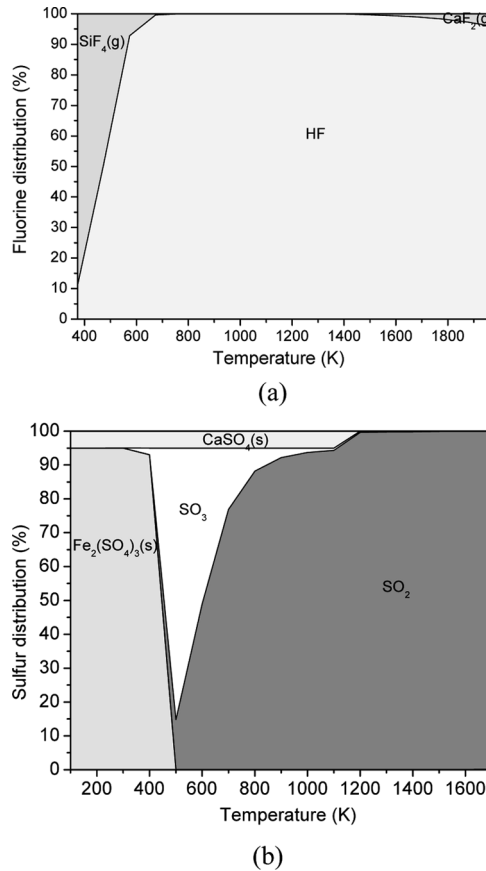 100
90
80
70
60
50
40
30
20
10
0
Fluorine distribution (%)
SiF₄(g)
CaF₂(g
HF
400 600 800 1000 1200 1400 1600 1800
Temperature (K)
(a)
100
90
80
70
60
50
40
30
20
10
0
Sulfur distribution (%)
CaSO₄(s)
SO₃
Fe₂(SO₄)₃(s)
SO₂
200 400 600 800 1000 1200 1400 1600
Temperature (K)
(b)